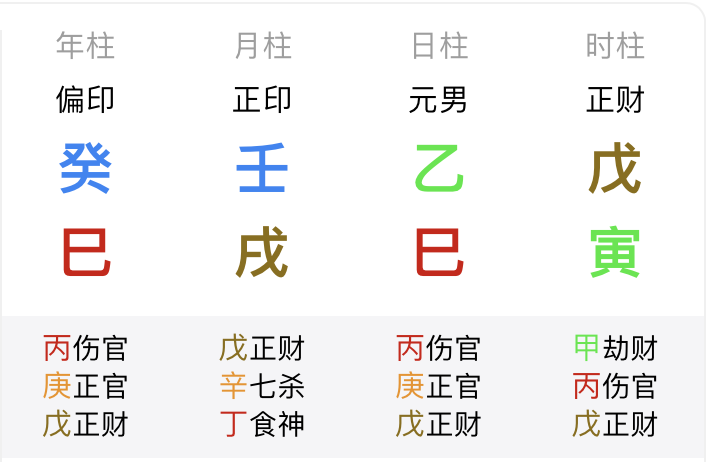 年柱 月柱 日柱 时柱
偏印 正印 元男 正财
癸 壬 乙 戊
巳 戌 巳 寅
丙伤官 戊正财 丙伤官 甲劫财
庚正官 辛七杀 庚正官 丙伤官
戊正财 丁食神 戊正财 戊正财